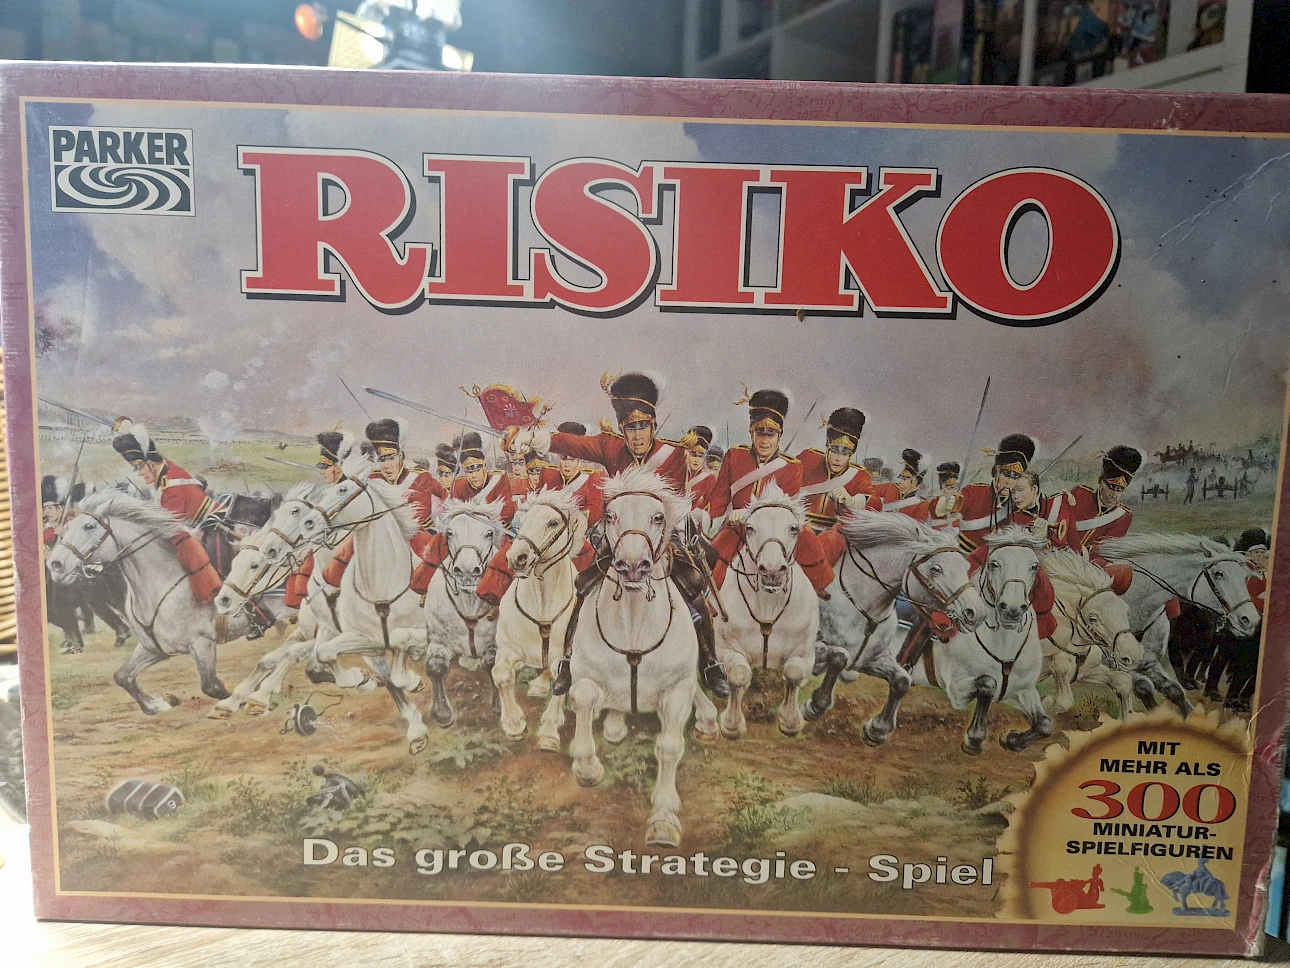 PARKER
RISIKO
Das große Strategie - Spiel
MIT
MEHR ALS
300
MINIATUR-
SPIELFIGUREN